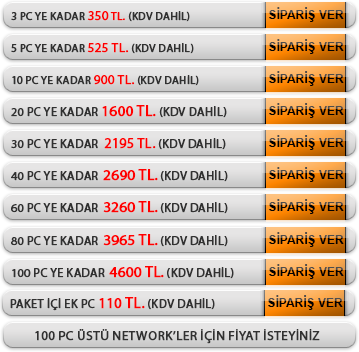 3 PC YE KADAR 350 TL. (KDV DAHİL) SİPARİŞ VER
5 PC YE KADAR 525 TL. (KDV DAHİL) SİPARİŞ VER
10 PC YE KADAR 900 TL. (KDV DAHİL) SİPARİŞ VER
20 PC YE KADAR 1600 TL. (KDV DAHİL) SİPARİŞ VER
30 PC YE KADAR 2195 TL. (KDV DAHİL) SİPARİŞ VER
40 PC YE KADAR 2690 TL. (KDV DAHİL) SİPARİŞ VER
60 PC YE KADAR 3260 TL. (KDV DAHİL) SİPARİŞ VER
80 PC YE KADAR 3965 TL. (KDV DAHİL) SİPARİŞ VER
100 PC YE KADAR 4600 TL. (KDV DAHİL) SİPARİŞ VER
PAKET İÇİ EK PC 110 TL. (KDV DAHİL) SİPARİŞ VER
100 PC ÜSTÜ NETWORK'LER İÇİN FİYAT İSTEYİNİZ